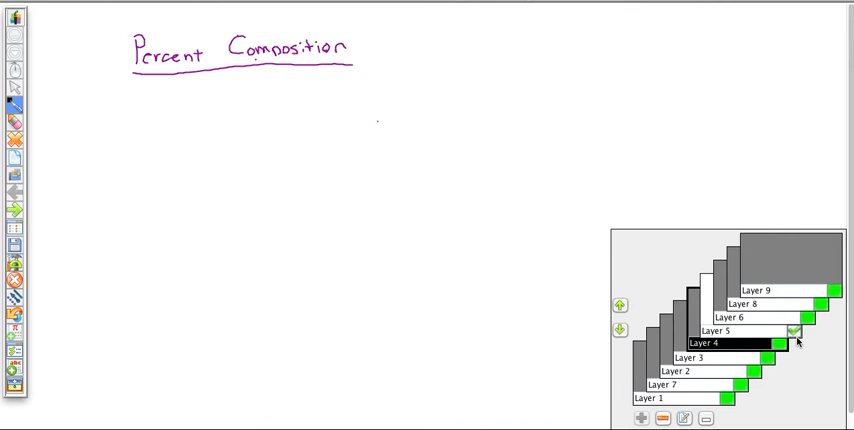 Percent Composition
Layer 9
Layer 8
Layer 6
Layer 5
Layer 4
Layer 3
Layer 2
Layer 7
Layer 1